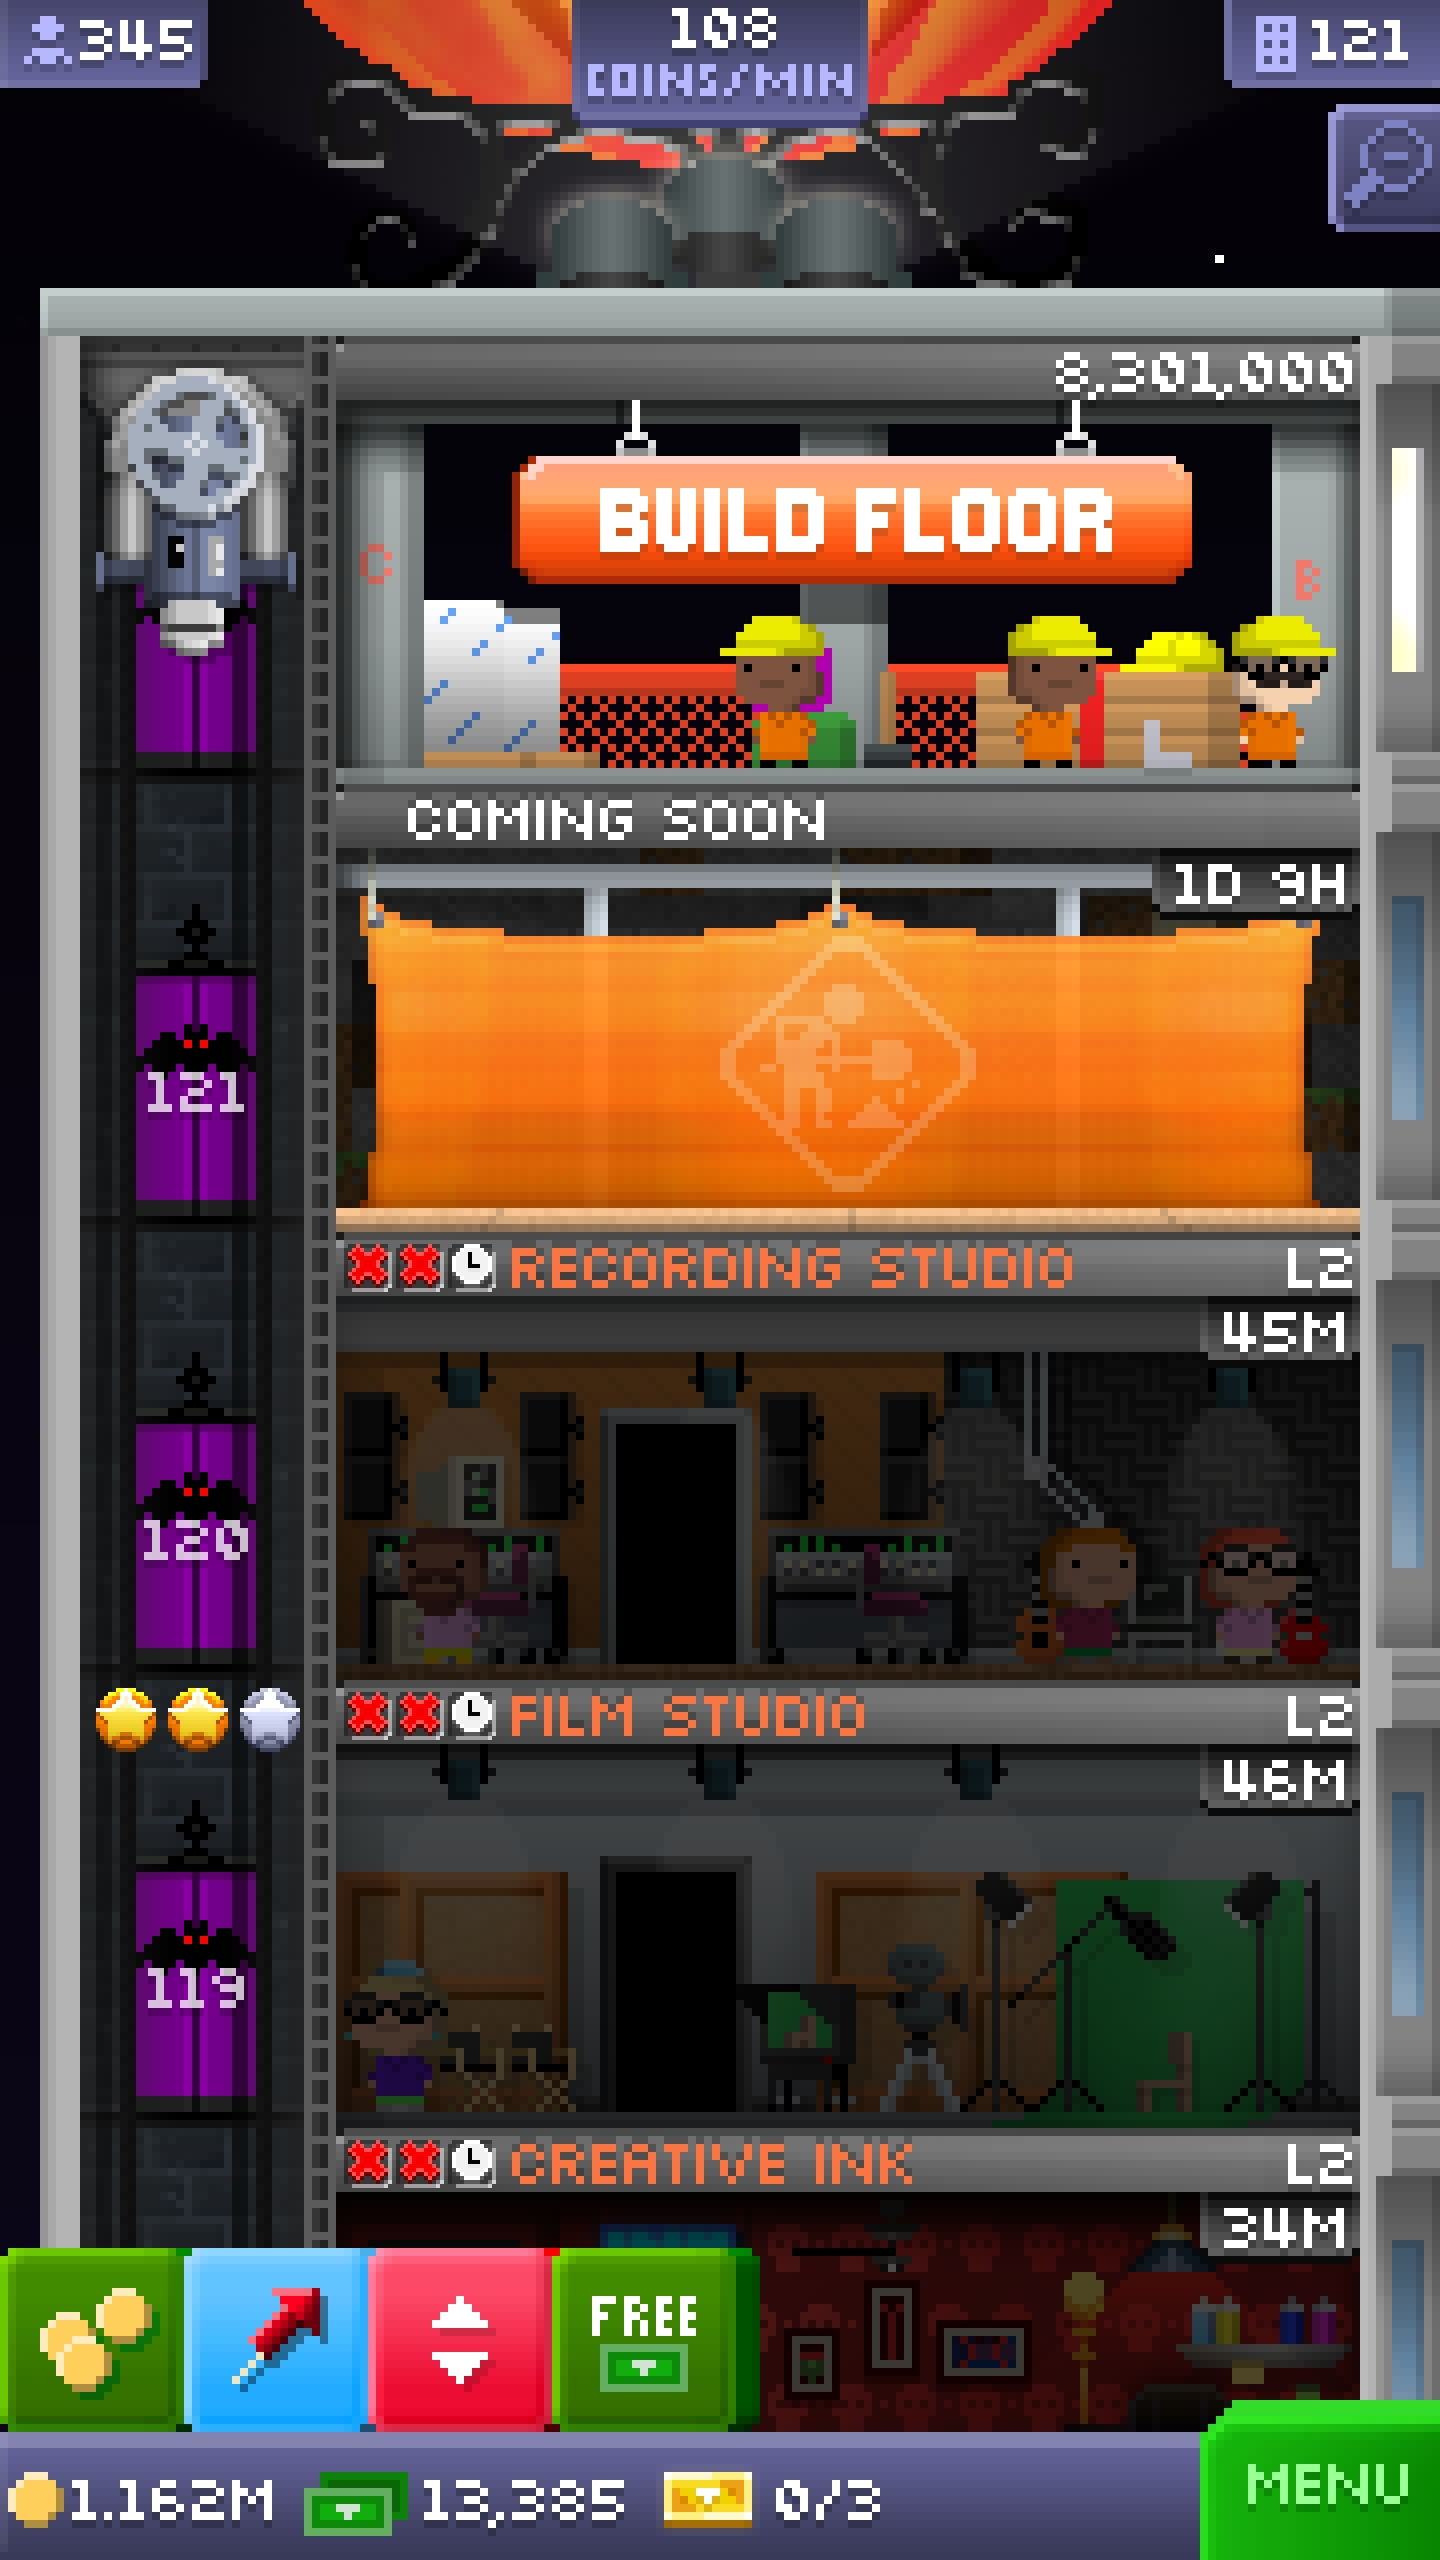 345
108
COINS/MIN
121
8,301,000
BUILD FLOOR
C
B
COMING SOON
1D 9H
121
RECORDING STUDIO
L2
45M
120
FILM STUDIO
L2
46M
119
CREATIVE INK
L2
34M
FREE
1.162M
13,385
0/3
MENU